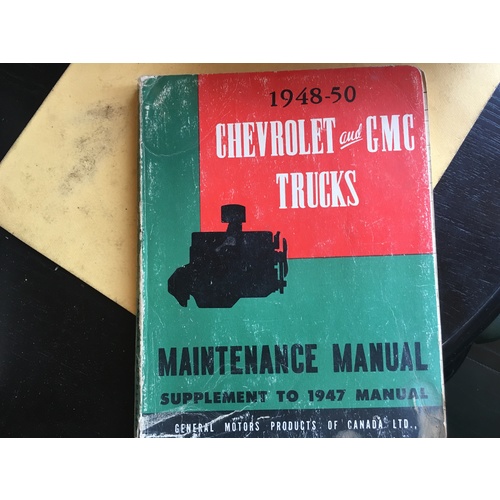 1948-50
CHEVROLET and GMC
TRUCKS
MAINTENANCE MANUAL
SUPPLEMENT TO 1947 MANUAL
GENERAL MOTORS PRODUCTS OF CANADA LTD.,